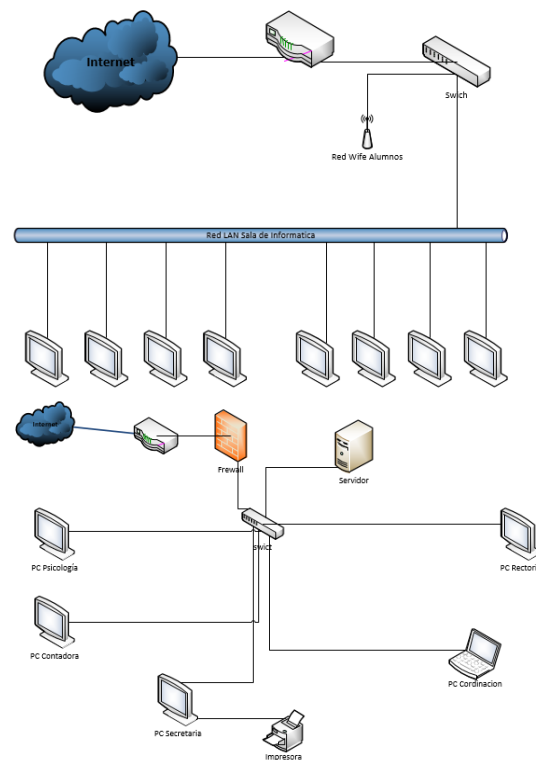 Internet
Swich
Red Wife Alumnos
Red LAN Sala de Informatica
Internet
Frewall
Servidor
swict
PC Psicología
PC Rectori
PC Contadora
PC Cordinacion
PC Secretaria
Impresora